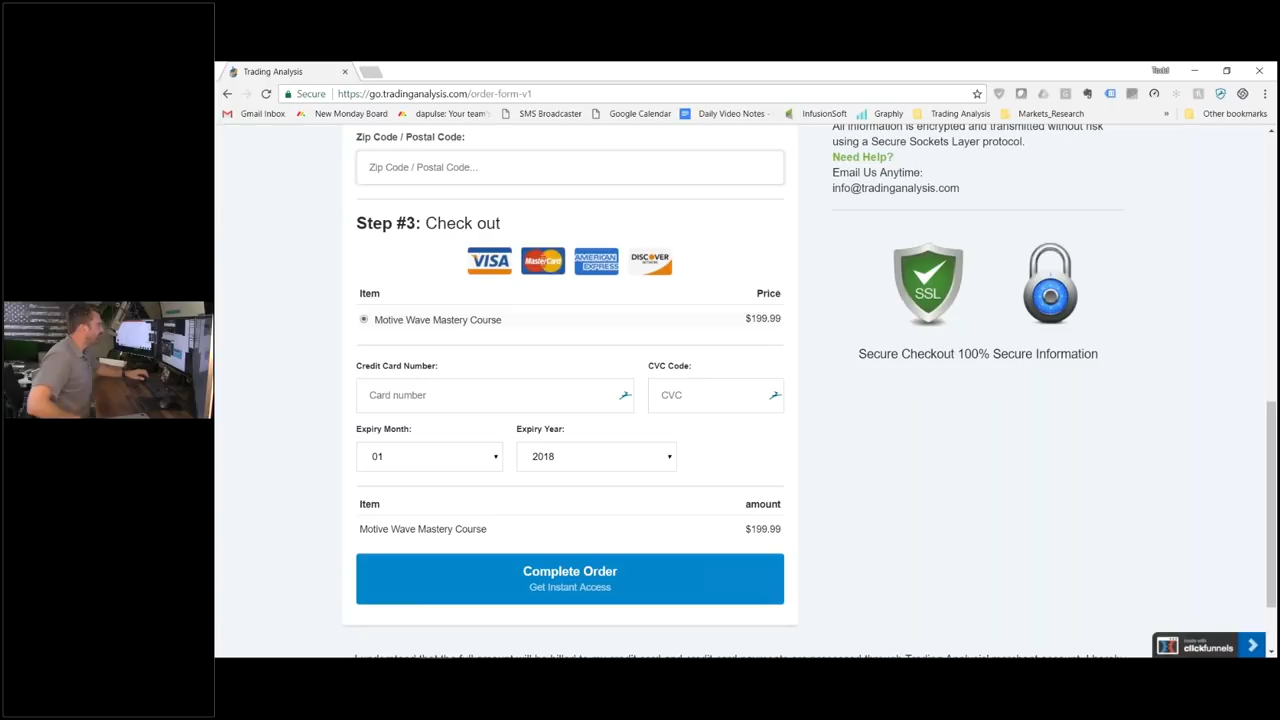 Trading Analysis
Todd
Secure
https://go.tradinganalysis.com/order-form-v1
Gmail Inbox
New Monday Board
dapulse: Your team's
SMS Broadcaster
Google Calendar
Daily Video Notes -
InfusionSoft
Graphly
Trading Analysis
Markets_Research
»
Other bookmarks
Zip Code / Postal Code:
Zip Code / Postal Code...
Step #3: Check out
VISA
MasterCard
AMERICAN EXPRESS
DISCOVER
Item Price
Motive Wave Mastery Course $199.99
Credit Card Number: CVC Code:
Card number CVC
Expiry Month: Expiry Year:
01 2018
Item amount
Motive Wave Mastery Course $199.99
Complete Order
Get Instant Access
All information is encrypted and transmitted without risk
using a Secure Sockets Layer protocol.
Need Help?
Email Us Anytime:
info@tradinganalysis.com
SSL
Secure Checkout 100% Secure Information
clickfunnels